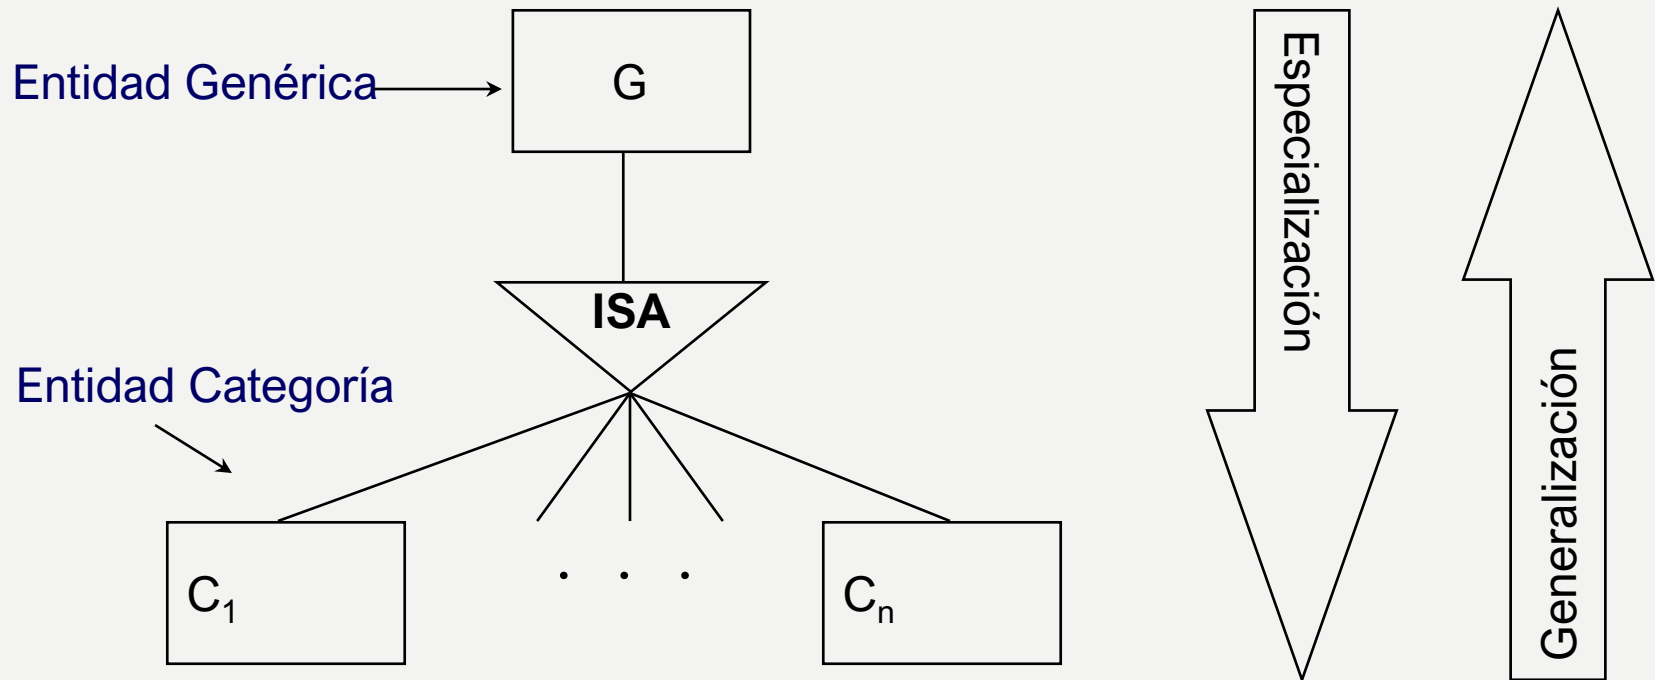 Entidad Genérica
G
ISA
Entidad Categoría
C₁
. . .
Cₙ
Especialización
Generalización